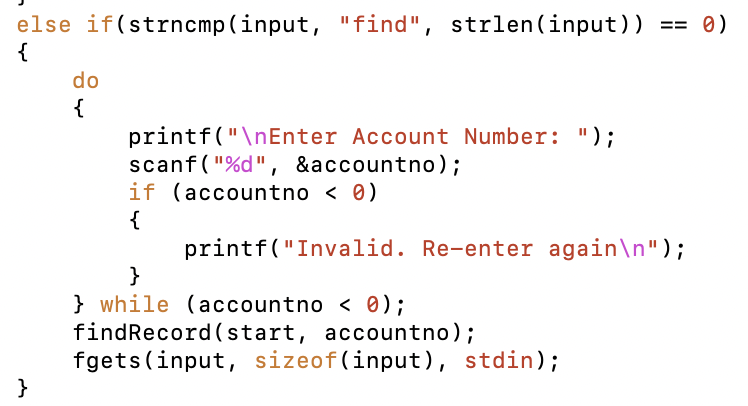 }
else if(strncmp(input, "find", strlen(input)) == 0)
{
    do
    {
        printf("\nEnter Account Number: ");
        scanf("%d", &accountno);
        if (accountno < 0)
        {
            printf("Invalid. Re-enter again\n");
        }
    } while (accountno < 0);
    findRecord(start, accountno);
    fgets(input, sizeof(input), stdin);
}